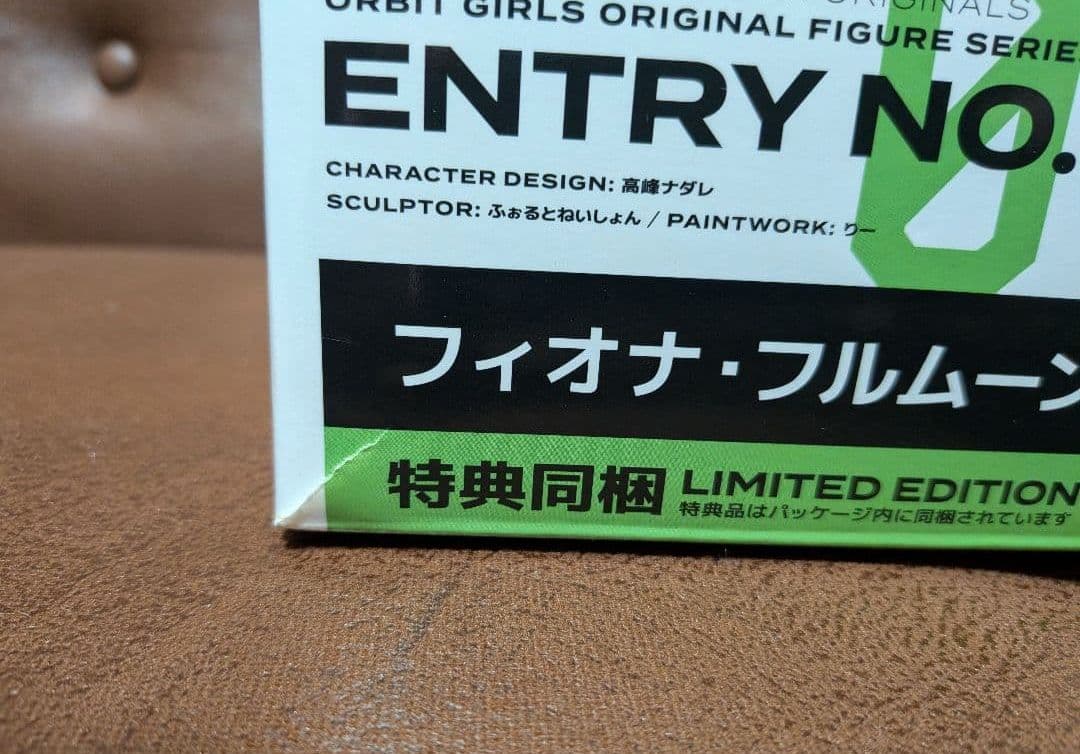 ORIGINALS
ORBIT GIRLS ORIGINAL FIGURE SERIES
ENTRY NO.
CHARACTER DESIGN: 高峰ナダレ
SCULPTOR: ふぉるとねいしょん / PAINTWORK: りー
フィオナ・フルムーン
特典同梱 LIMITED EDITION
特典品はパッケージ内に同梱されています